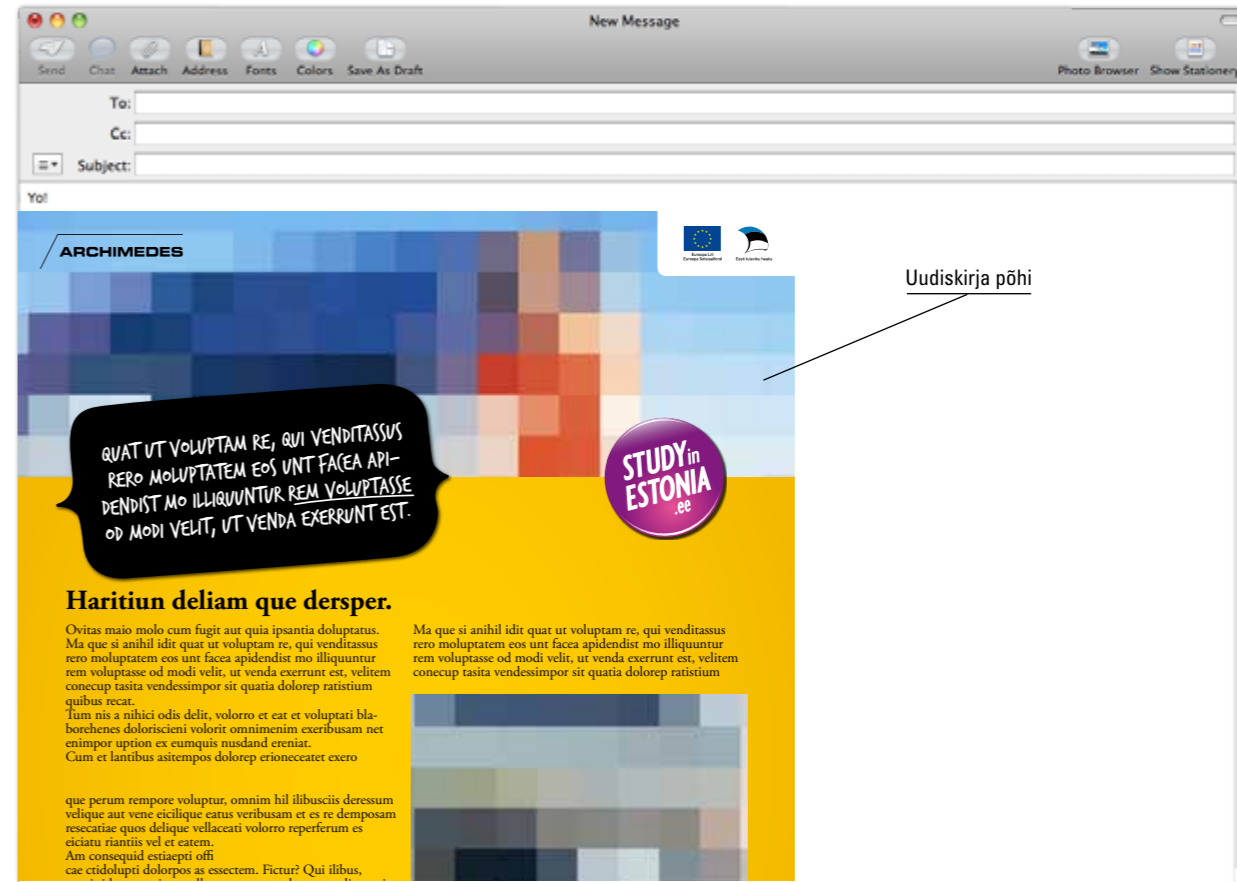 New Message
Send Chat Attach Address Fonts Colors Save As Draft
Photo Browser Show Stationery
To:
Cc:
Subject:
Yo!
ARCHIMEDES
Euroopa Liit
Euroopa Sotsiaalfond
Eesti tuleviku heaks
Uudiskirja põhi
QUAT UT VOLUPTAM RE, QUI VENDITASSUS
RERO MOLUPTATEM EOS UNT FACEA API-
DENDIST MO ILLIQUUNTUR REM VOLUPTASSE
OD MODI VELIT, UT VENDA EXERRUNT EST.
STUDY in
ESTONIA
.ee
Haritiun deliam que dersper.
Ovitas maio molo cum fugit aut quia ipsantia doluptatus.
Ma que si anihil idit quat ut voluptam re, qui venditassus
rero moluptatem eos unt facea apidendist mo illiquuntur
rem voluptasse od modi velit, ut venda exerrunt est, velitem
conecup tasita vendessimpor sit quatia dolorep ratistium
quibus recat.
Tum nis a nihici odis delit, volorro et eat et voluptati bla-
borehenes doloriscieni volorit omnimenim exeribusam net
enimpor uption ex eumquis nusdand ereniat.
Cum et lantibus asitempos dolorep erioneceatet exero
que perum rempore voluptur, omnim hil ilibusciis deressum
velique aut vene eicilique eatus veribusam et es re demposam
resecatiae quos delique vellaceati volorro reperferum es
eiciatu riantiis vel et eatem.
Am consequid estiaepti offi
cae ctidolupti dolorpos as essectem. Fictur? Qui ilibus,
Ma que si anihil idit quat ut voluptam re, qui venditassus
rero moluptatem eos unt facea apidendist mo illiquuntur
rem voluptasse od modi velit, ut venda exerrunt est, velitem
conecup tasita vendessimpor sit quatia dolorep ratistium